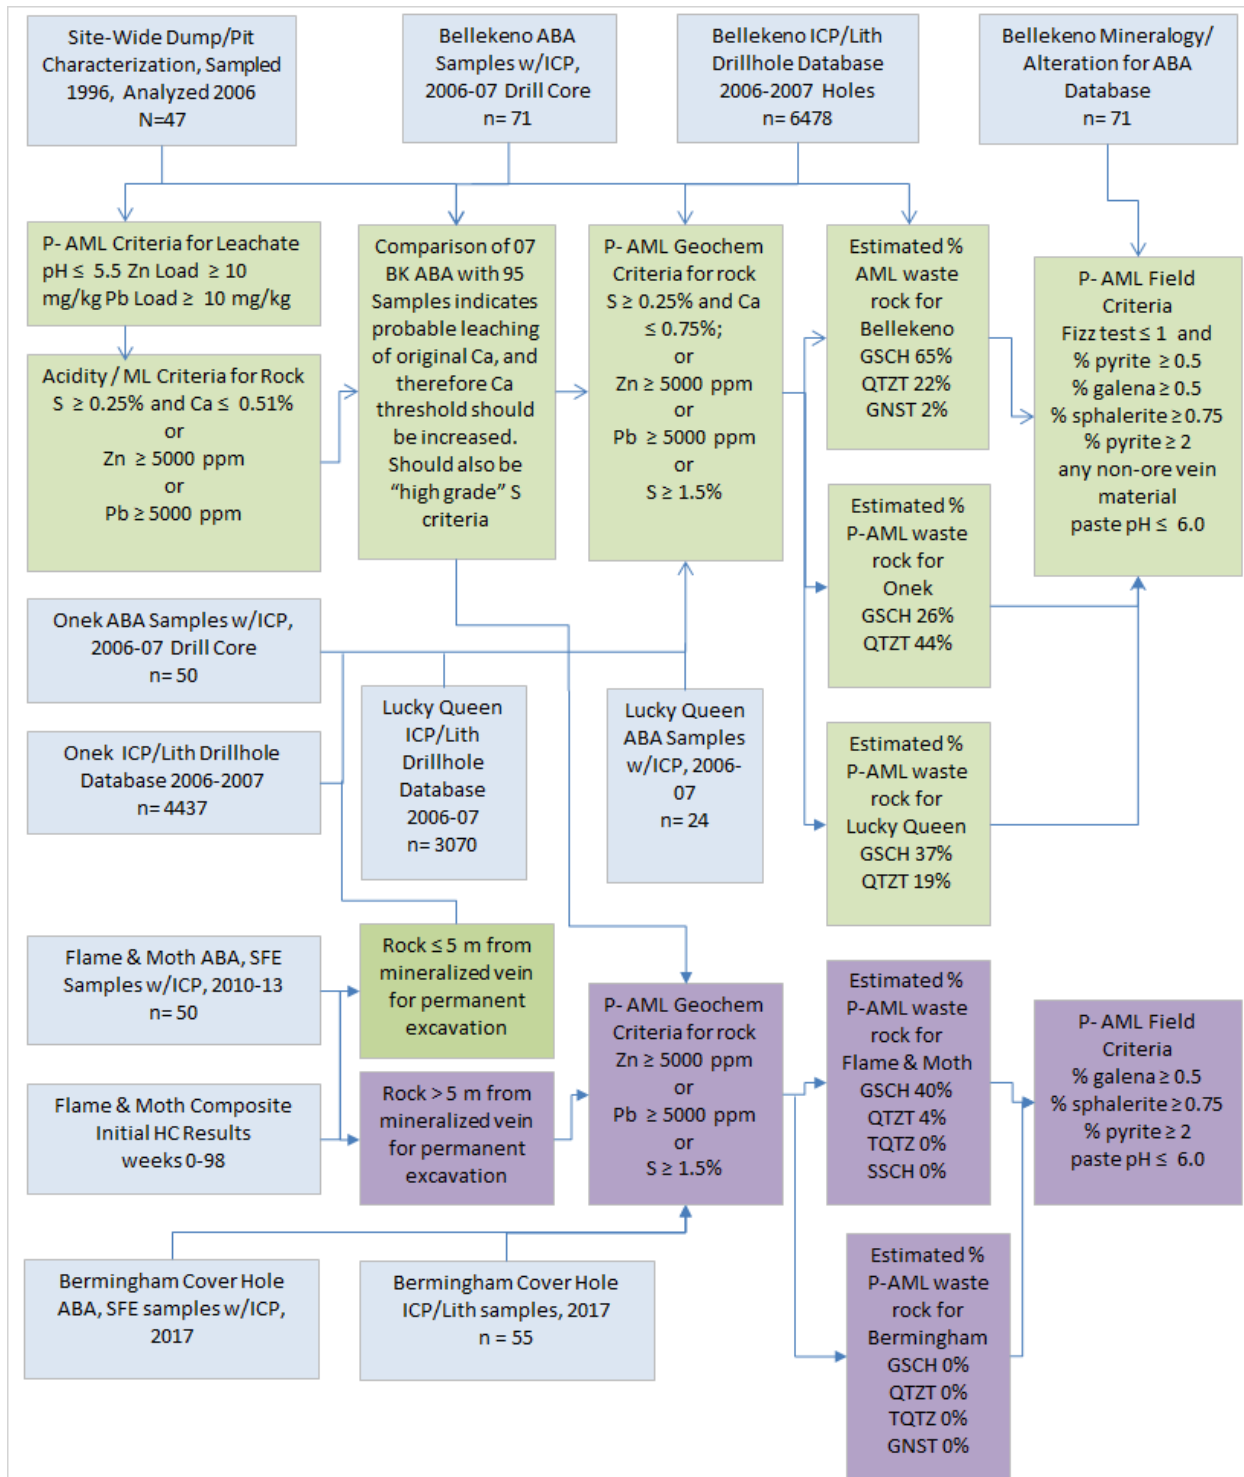 Site-Wide Dump/Pit
Characterization, Sampled
1996, Analyzed 2006
N=47
Bellekeno ABA
Samples w/ICP,
2006-07 Drill Core
n= 71
Bellekeno ICP/Lith
Drillhole Database
2006-2007 Holes
n= 6478
Bellekeno Mineralogy/
Alteration for ABA
Database
n= 71
P- AML Criteria for Leachate
pH ≤ 5.5 Zn Load ≥ 10
mg/kg Pb Load ≥ 10 mg/kg
Acidity / ML Criteria for Rock
S ≥ 0.25% and Ca ≤ 0.51%
or
Zn ≥ 5000 ppm
or
Pb ≥ 5000 ppm
Comparison of 07
BK ABA with 95
Samples indicates
probable leaching
of original Ca, and
therefore Ca
threshold should
be increased.
Should also be
"high grade" S
criteria
P- AML Geochem
Criteria for rock
S ≥ 0.25% and Ca
≤ 0.75%;
or
Zn ≥ 5000 ppm
or
Pb ≥ 5000 ppm
or
S ≥ 1.5%
Estimated %
AML waste
rock for
Bellekeno
GSCH 65%
QTZT 22%
GNST 2%
P- AML Field
Criteria
Fizz test ≤ 1 and
% pyrite ≥ 0.5
% galena ≥ 0.5
% sphalerite ≥ 0.75
% pyrite ≥ 2
any non-ore vein
material
paste pH ≤ 6.0
Estimated %
P-AML waste
rock for
Onek
GSCH 26%
QTZT 44%
Onek ABA Samples w/ICP,
2006-07 Drill Core
n= 50
Onek ICP/Lith Drillhole
Database 2006-2007
n= 4437
Lucky Queen
ICP/Lith
Drillhole
Database
2006-07
n= 3070
Lucky Queen
ABA Samples
w/ICP, 2006-
07
n= 24
Estimated %
P-AML waste
rock for
Lucky Queen
GSCH 37%
QTZT 19%
Flame & Moth ABA, SFE
Samples w/ICP, 2010-13
n= 50
Rock ≤ 5 m from
mineralized vein
for permanent
excavation
Flame & Moth Composite
Initial HC Results
weeks 0-98
Rock > 5 m from
mineralized vein
for permanent
excavation
P- AML Geochem
Criteria for rock
Zn ≥ 5000 ppm
or
Pb ≥ 5000 ppm
or
S ≥ 1.5%
Estimated %
P-AML waste
rock for
Flame & Moth
GSCH 40%
QTZT 4%
TQTZ 0%
SSCH 0%
P- AML Field
Criteria
% galena ≥ 0.5
% sphalerite ≥ 0.75
% pyrite ≥ 2
paste pH ≤ 6.0
Bermingham Cover Hole
ABA, SFE samples w/ICP,
2017
Bermingham Cover Hole
ICP/Lith samples, 2017
n = 55
Estimated %
P-AML waste
rock for
Bermingham
GSCH 0%
QTZT 0%
TQTZ 0%
GNST 0%